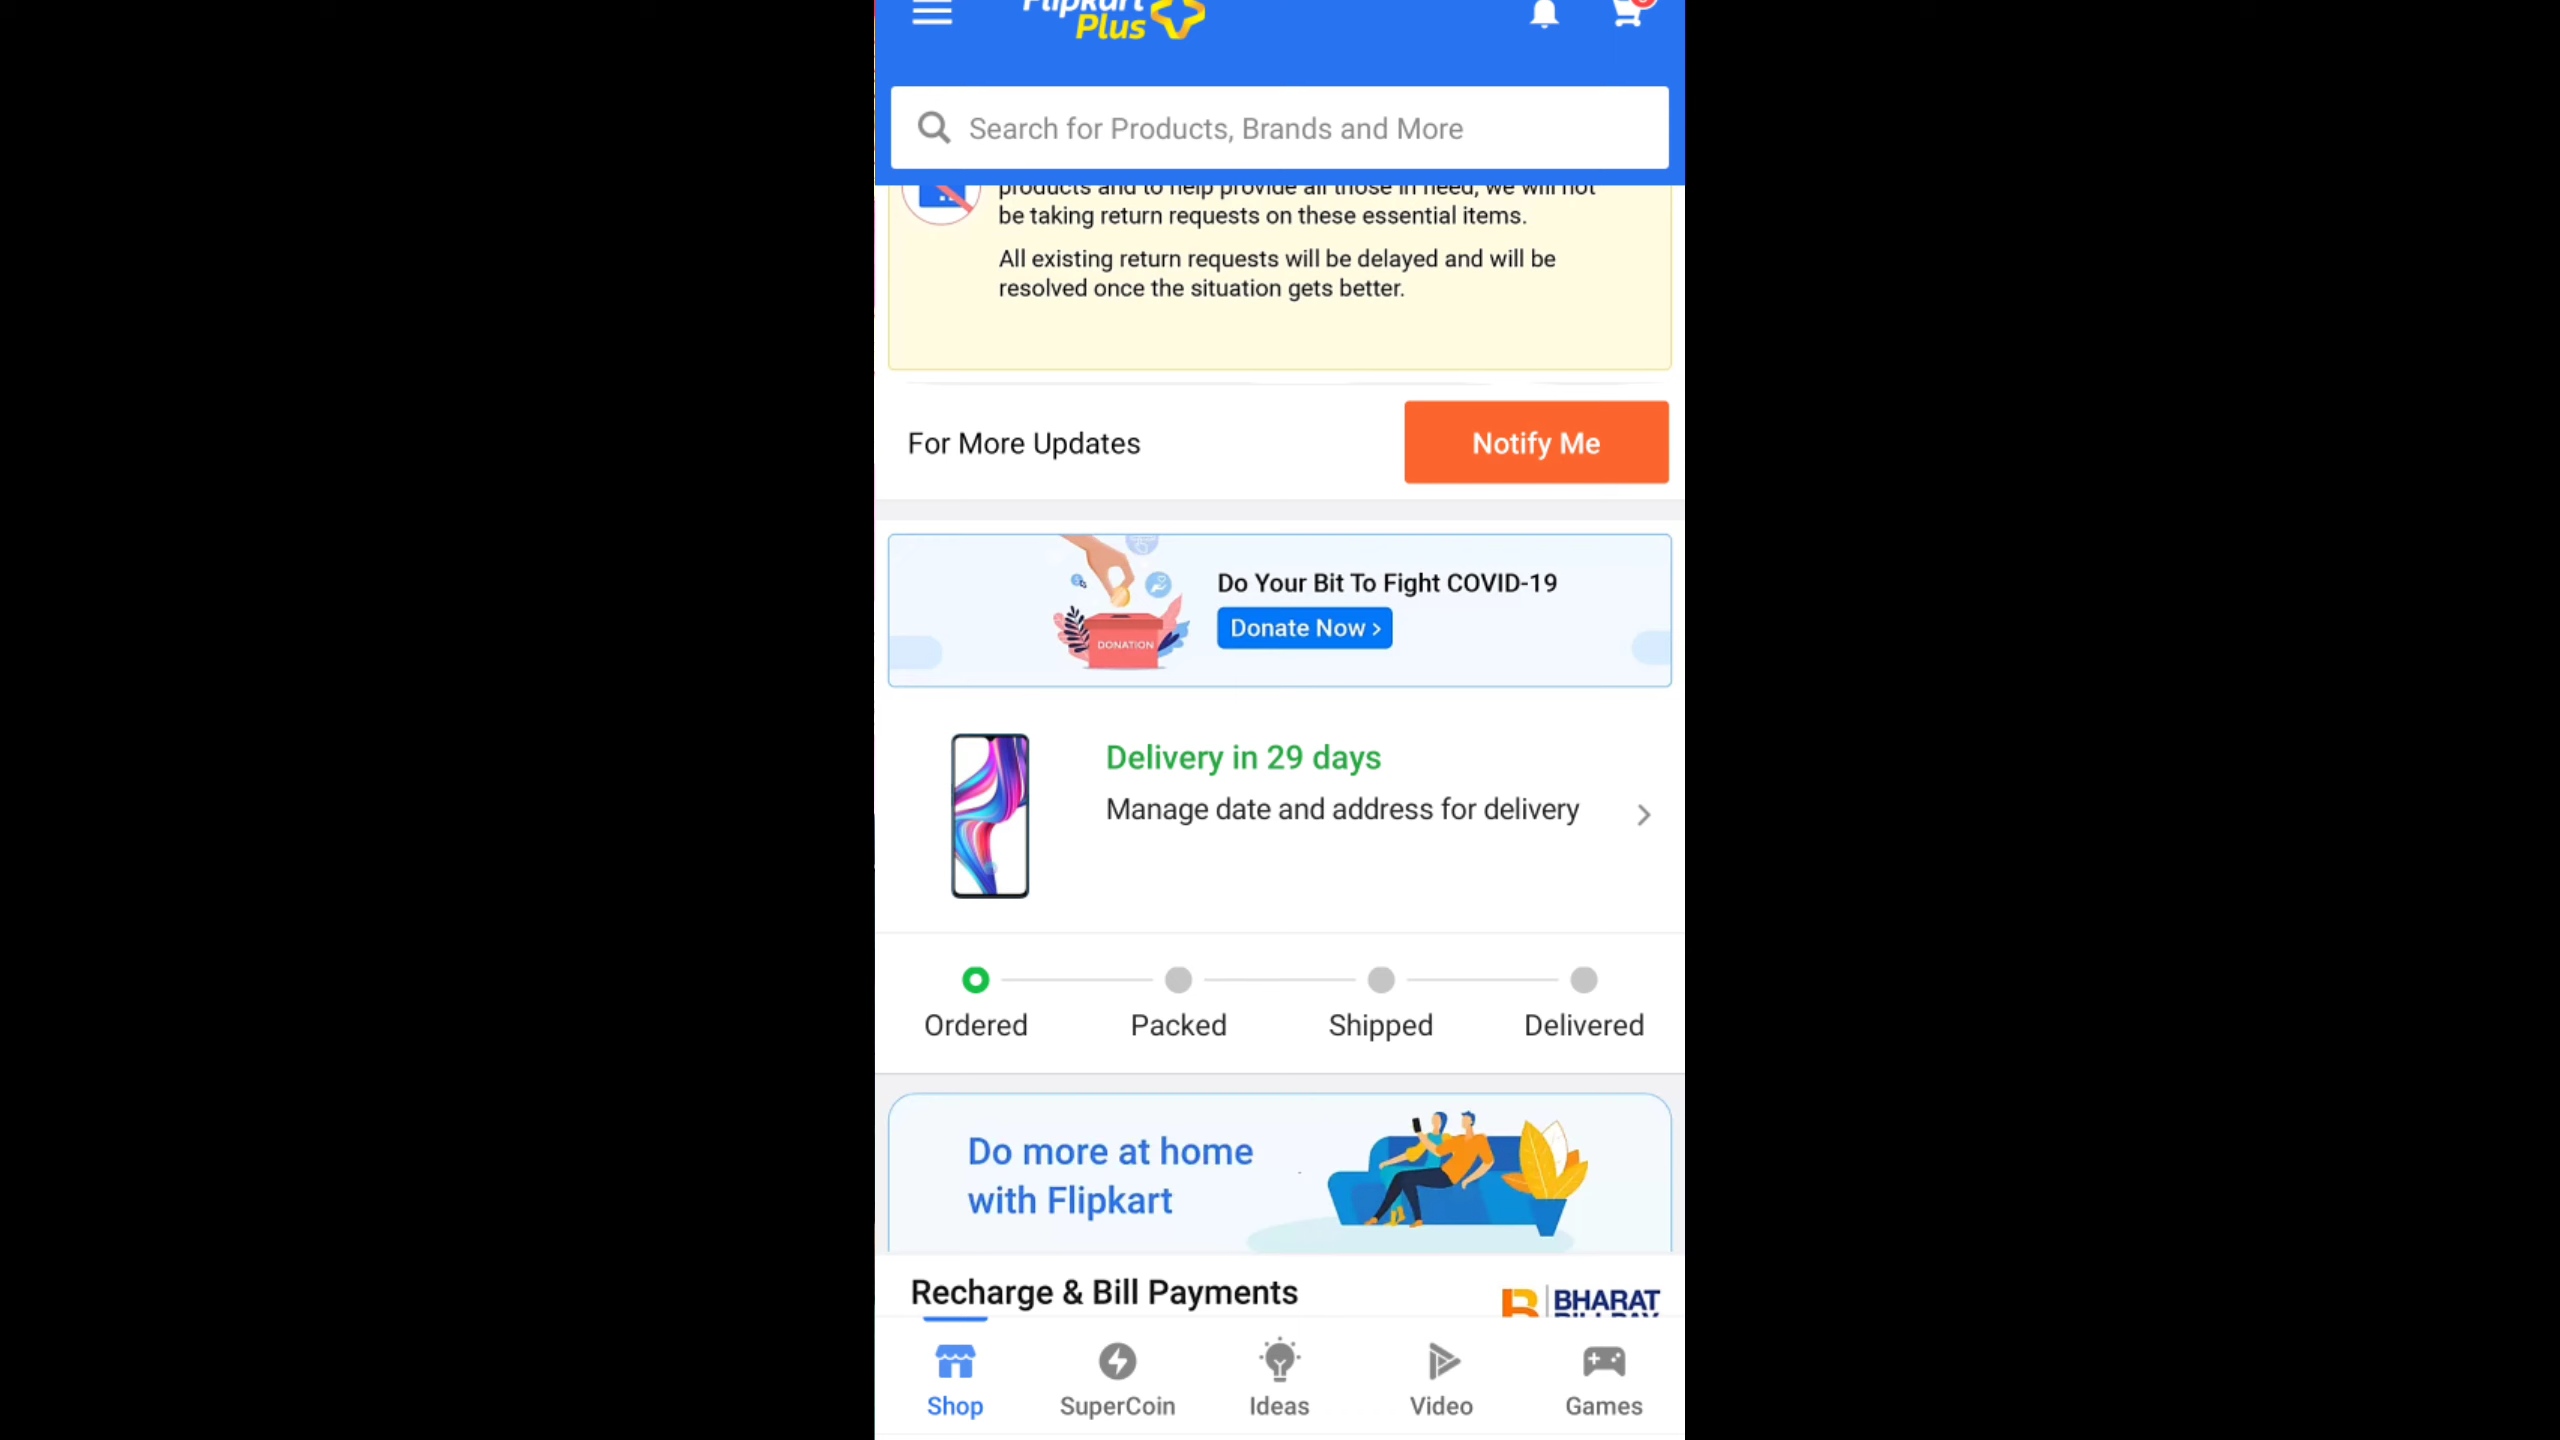 Flipkart
Plus
Search for Products, Brands and More
products and to help provide all those in need, we will not
be taking return requests on these essential items.
All existing return requests will be delayed and will be
resolved once the situation gets better.
For More Updates
Notify Me
Do Your Bit To Fight COVID-19
Donate Now >
DONATION
Delivery in 29 days
Manage date and address for delivery
Ordered
Packed
Shipped
Delivered
Do more at home
with Flipkart
Recharge & Bill Payments
BHARAT
BILL PAY
Shop
SuperCoin
Ideas
Video
Games